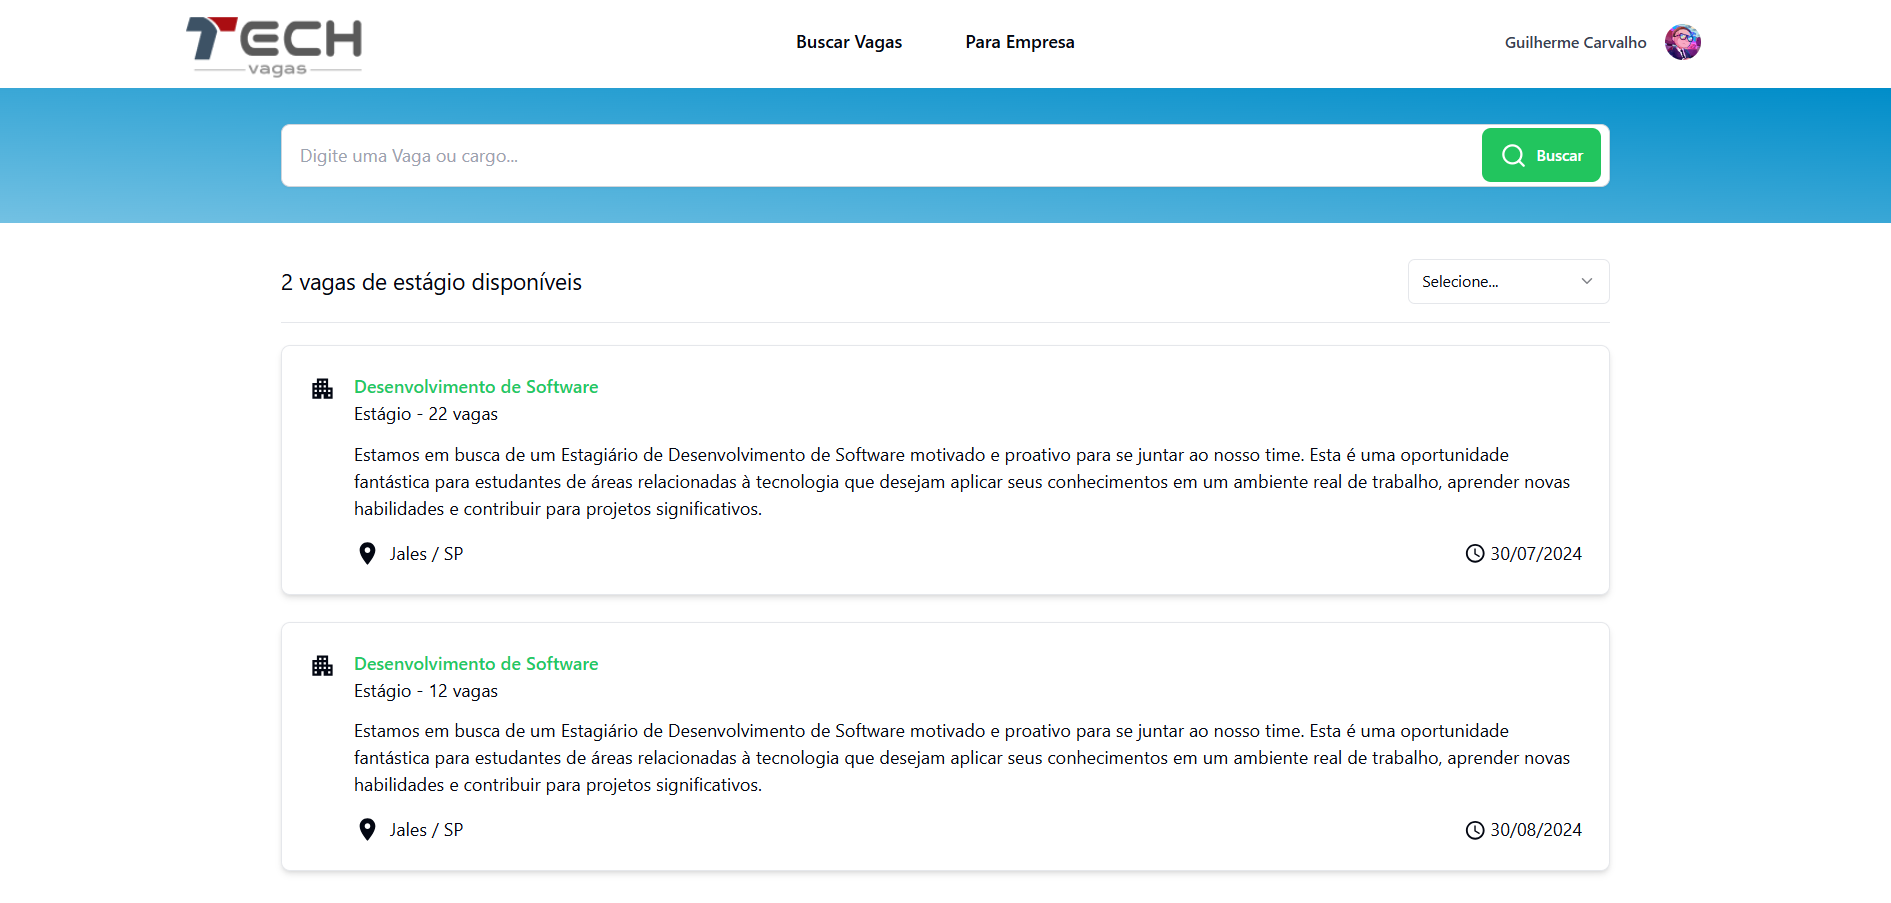 TECH
vagas
Buscar Vagas
Para Empresa
Guilherme Carvalho
Digite uma Vaga ou cargo...
Buscar
2 vagas de estágio disponíveis
Selecione...
Desenvolvimento de Software
Estágio - 22 vagas
Estamos em busca de um Estagiário de Desenvolvimento de Software motivado e proativo para se juntar ao nosso time. Esta é uma oportunidade
fantástica para estudantes de áreas relacionadas à tecnologia que desejam aplicar seus conhecimentos em um ambiente real de trabalho, aprender novas
habilidades e contribuir para projetos significativos.
Jales / SP
30/07/2024
Desenvolvimento de Software
Estágio - 12 vagas
Estamos em busca de um Estagiário de Desenvolvimento de Software motivado e proativo para se juntar ao nosso time. Esta é uma oportunidade
fantástica para estudantes de áreas relacionadas à tecnologia que desejam aplicar seus conhecimentos em um ambiente real de trabalho, aprender novas
habilidades e contribuir para projetos significativos.
Jales / SP
30/08/2024